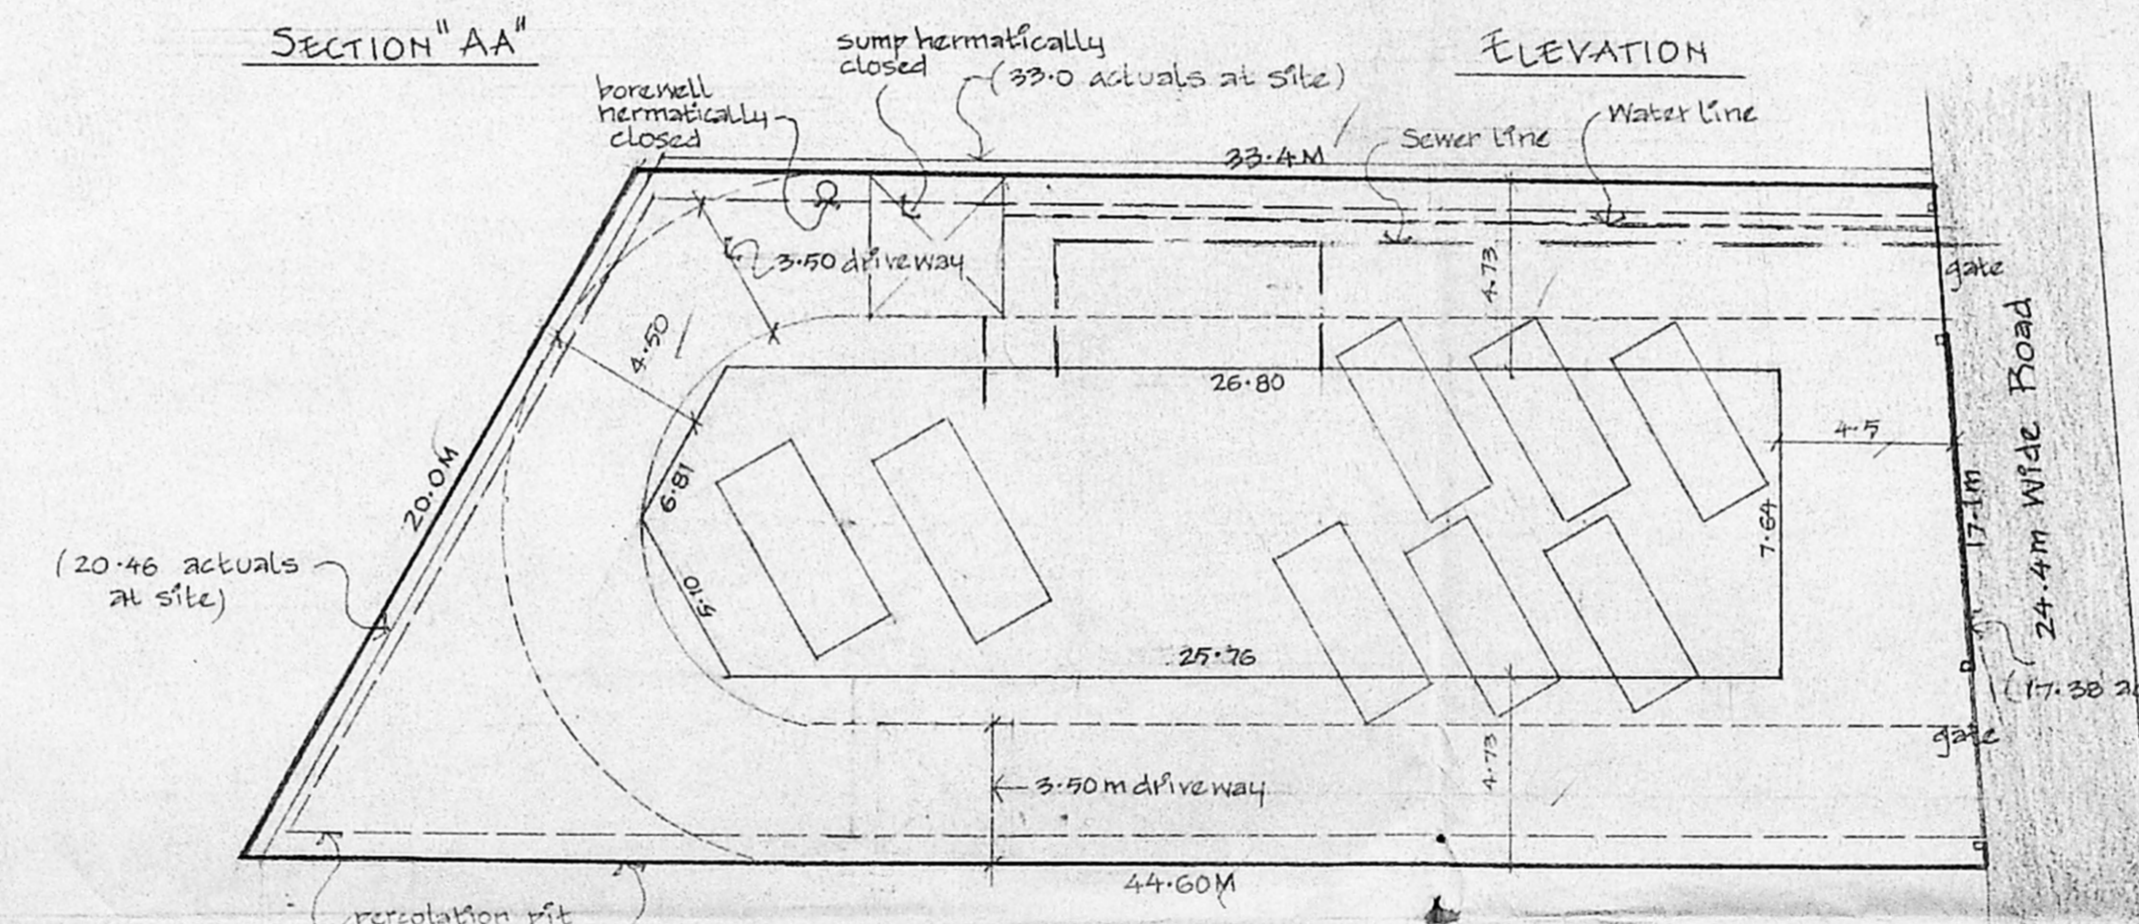 SECTION "AA"
ELEVATION
sump hermatically
closed
(33.0 actuals at site)
borewell
hermatically
closed
Water line
Sewer line
33.4M
3.50 driveway
gate
4.73
4.50
26.80
24.4m Wide Road
4.5
20.0M
6.81
17.1m
7.64
(20.46 actuals
at site)
5.10
25.76
(17.38 a
gate
4.73
3.50m driveway
44.60M
percolation pit